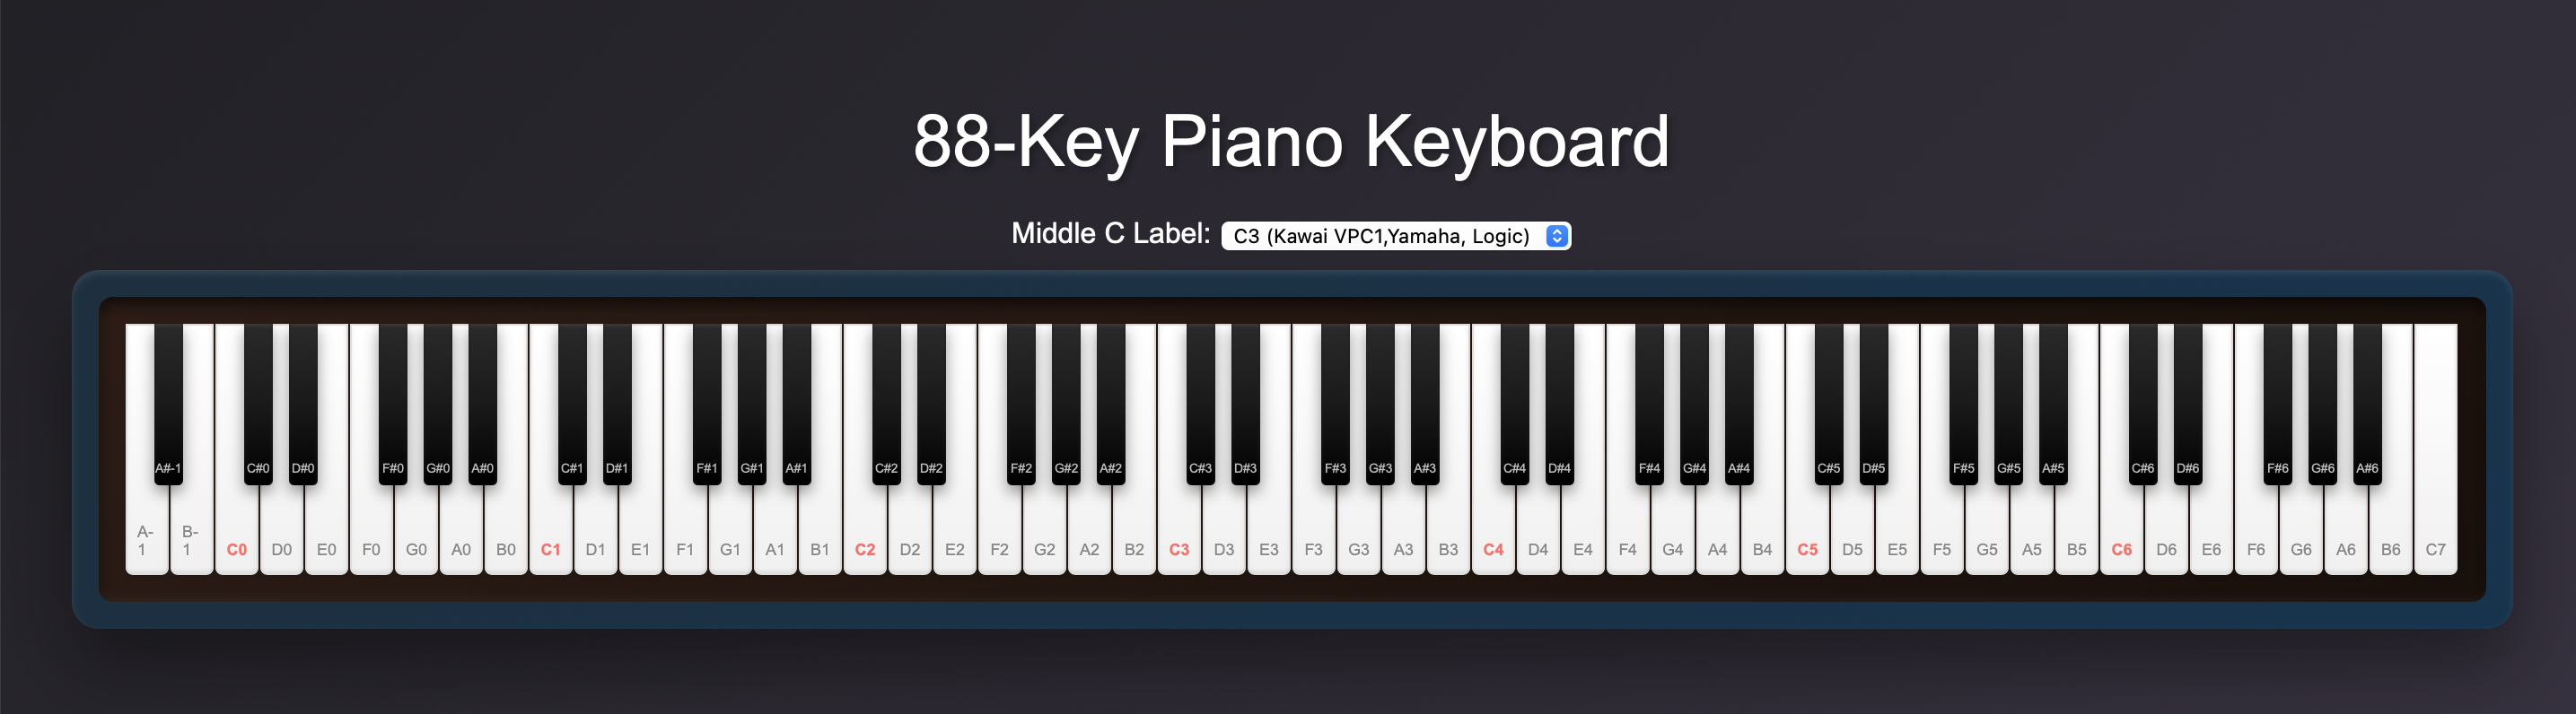 88-Key Piano Keyboard
Middle C Label: C3 (Kawai VPC1,Yamaha, Logic)
A#-1 C#0 D#0 F#0 G#0 A#0 C#1 D#1 F#1 G#1 A#1 C#2 D#2 F#2 G#2 A#2 C#3 D#3 F#3 G#3 A#3 C#4 D#4 F#4 G#4 A#4 C#5 D#5 F#5 G#5 A#5 C#6 D#6 F#6 G#6 A#6
A- B-
1 1 C0 D0 E0 F0 G0 A0 B0 C1 D1 E1 F1 G1 A1 B1 C2 D2 E2 F2 G2 A2 B2 C3 D3 E3 F3 G3 A3 B3 C4 D4 E4 F4 G4 A4 B4 C5 D5 E5 F5 G5 A5 B5 C6 D6 E6 F6 G6 A6 B6 C7